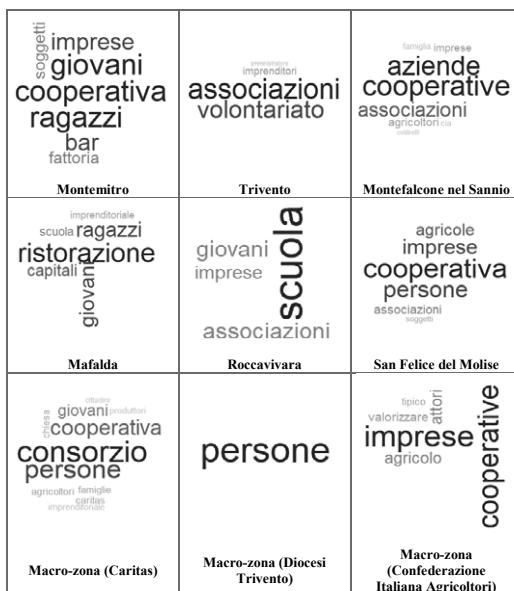 soggetti
imprese
giovani
cooperativa
ragazzi
bar
fattoria
Montemitro
imprenditori
associazioni
volontariato
Trivento
famiglia imprese
aziende
cooperative
associazioni
agricoltori cia
Montefalcone nel Sannio
imprenditoriale
scuola ragazzi
ristorazione
capitali
giovani
Mafalda
giovani
imprese
scuola
associazioni
Roccavivara
agricole
imprese
cooperativa
persone
associazioni
soggetti
San Felice del Molise
cittadini
giovani produttori
chiesa
cooperativa
consorzio
persone
agricoltori famiglie
caritas
imprenditoriale
Macro-zona (Caritas)
persone
Macro-zona (Diocesi
Trivento)
tipico
valorizzare attori
imprese
agricolo
cooperative
Macro-zona
(Confederazione
Italiana Agricoltori)